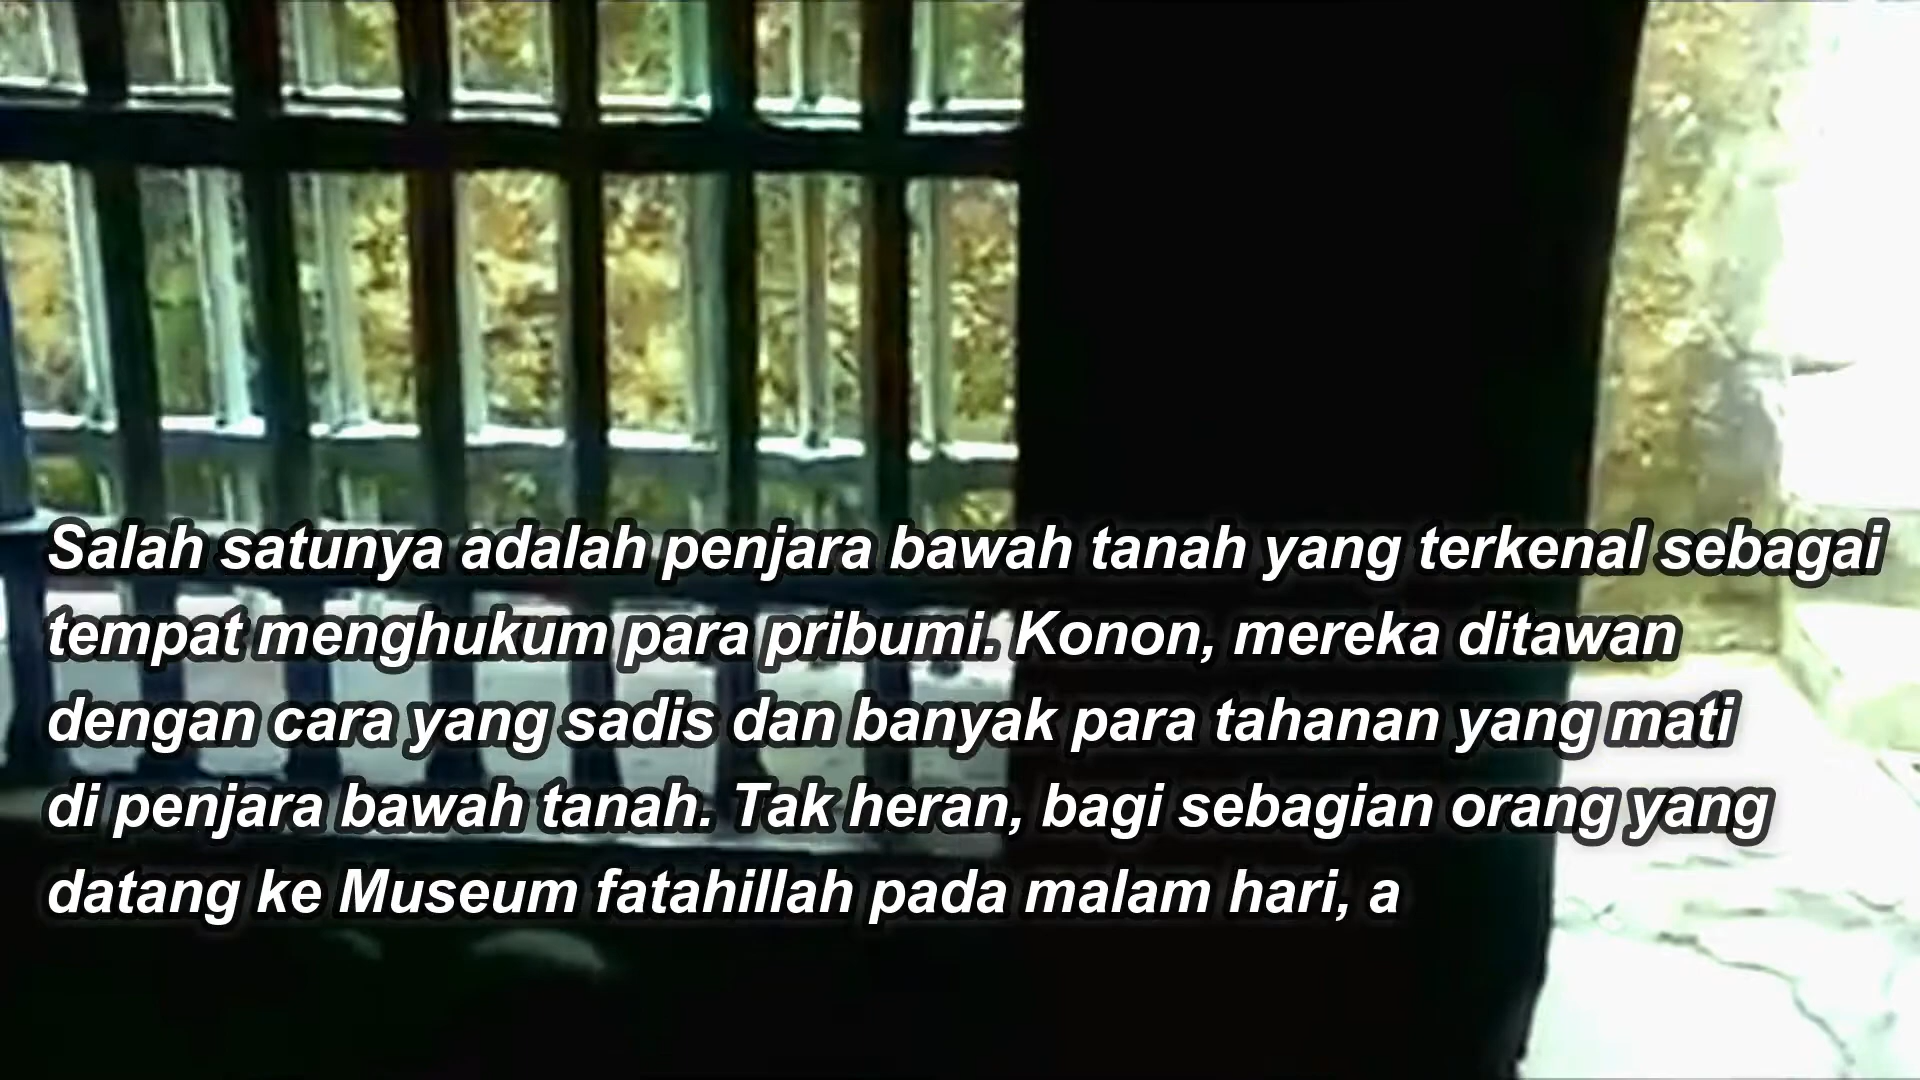 Salah satunya adalah penjara bawah tanah yang terkenal sebagai
tempat menghukum para pribumi. Konon, mereka ditawan
dengan cara yang sadis dan banyak para tahanan yang mati
di penjara bawah tanah. Tak heran, bagi sebagian orang yang
datang ke Museum fatahillah pada malam hari, a